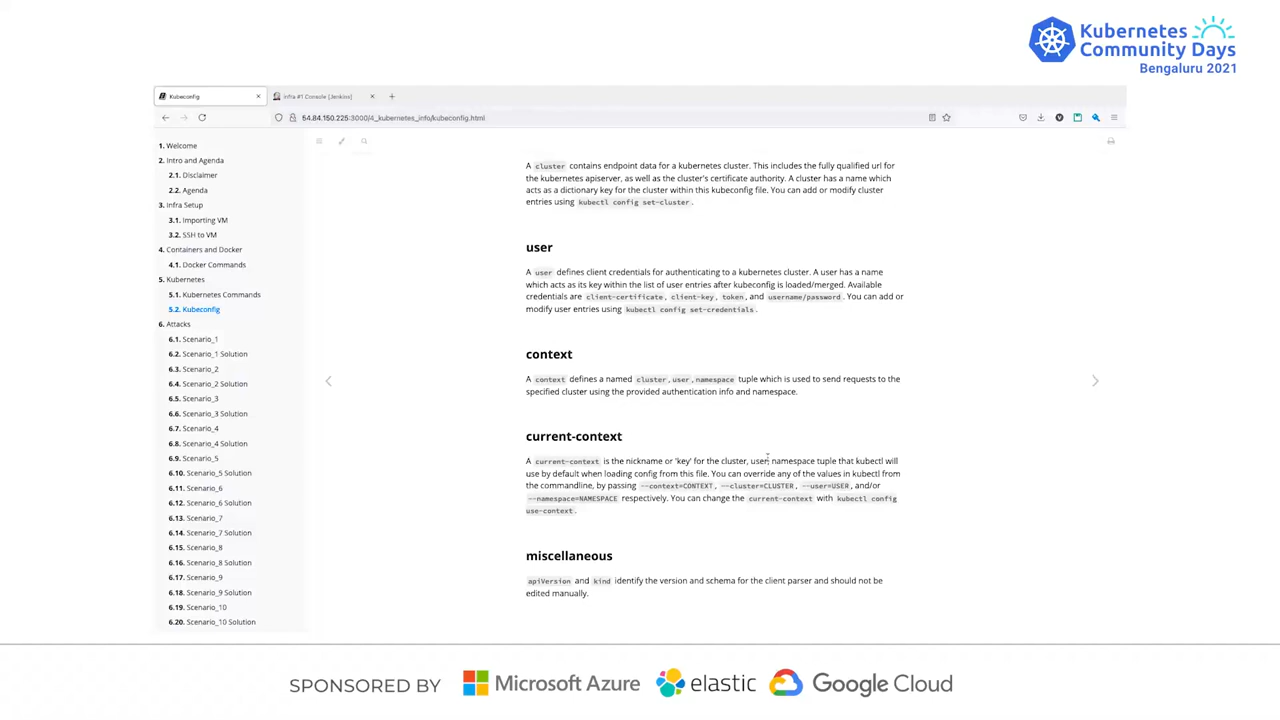 Kubernetes
Community Days
Bengaluru 2021
Kubeconfig
Infra #1 Console [Jenkins]
54.84.150.225:3000/4_kubernetes_info/kubeconfig.html
1. Welcome
2. Intro and Agenda
2.1. Disclaimer
2.2. Agenda
3. Infra Setup
3.1. Importing VM
3.2. SSH to VM
4. Containers and Docker
4.1. Docker Commands
5. Kubernetes
5.1. Kubernetes Commands
5.2. Kubeconfig
6. Attacks
6.1. Scenario_1
6.2. Scenario_1 Solution
6.3. Scenario_2
6.4. Scenario_2 Solution
6.5. Scenario_3
6.6. Scenario_3 Solution
6.7. Scenario_4
6.8. Scenario_4 Solution
6.9. Scenario_5
6.10. Scenario_5 Solution
6.11. Scenario_6
6.12. Scenario_6 Solution
6.13. Scenario_7
6.14. Scenario_7 Solution
6.15. Scenario_8
6.16. Scenario_8 Solution
6.17. Scenario_9
6.18. Scenario_9 Solution
6.19. Scenario_10
6.20. Scenario_10 Solution
A cluster contains endpoint data for a kubernetes cluster. This includes the fully qualified url for
the kubernetes apiserver, as well as the cluster's certificate authority. A cluster has a name which
acts as a dictionary key for the cluster within this kubeconfig file. You can add or modify cluster
entries using kubectl config set-cluster.
user
A user defines client credentials for authenticating to a kubernetes cluster. A user has a name
which acts as its key within the list of user entries after kubeconfig is loaded/merged. Available
credentials are client-certificate, client-key, token, and username/password. You can add or
modify user entries using kubectl config set-credentials.
context
A context defines a named cluster,user,namespace tuple which is used to send requests to the
specified cluster using the provided authentication info and namespace.
current-context
A current-context is the nickname or 'key' for the cluster, user, namespace tuple that kubectl will
use by default when loading config from this file. You can override any of the values in kubectl from
the commandline, by passing --context=CONTEXT, --cluster=CLUSTER, --user=USER, and/or
--namespace=NAMESPACE respectively. You can change the current-context with kubectl config
use-context.
miscellaneous
apiVersion and kind identify the version and schema for the client parser and should not be
edited manually.
SPONSORED BY Microsoft Azure elastic Google Cloud